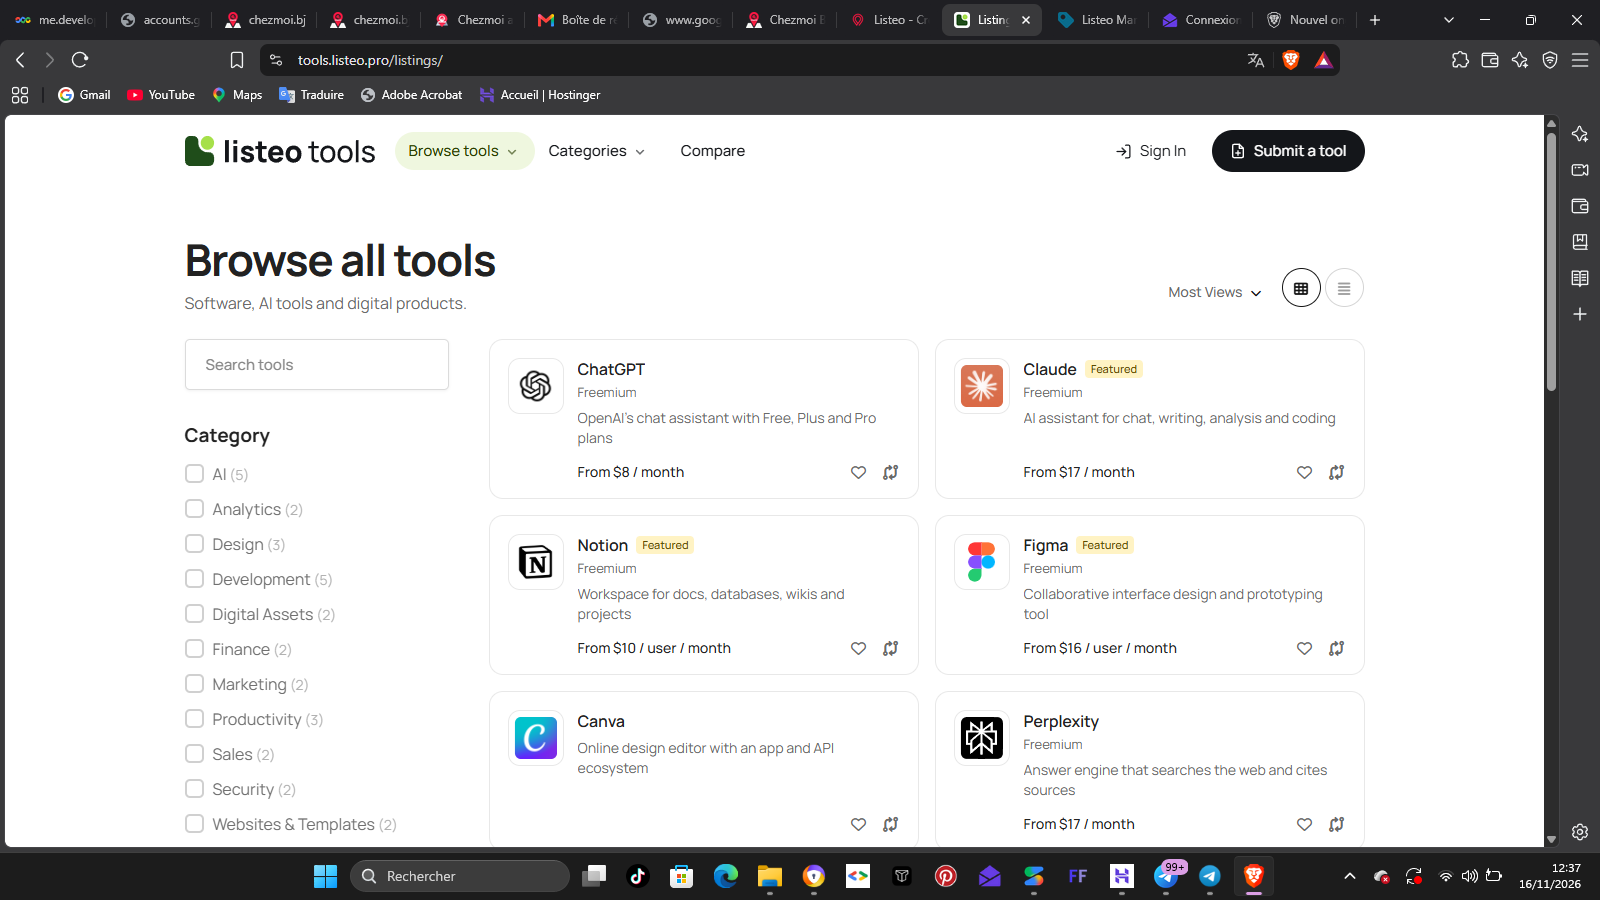 me.develo
accounts.g
chezmoi.bj
chezmoi.b
Chezmoi a
Boîte de ré
www.goog
Chezmoi B
Listeo - Cr
Listing
Listeo Mar
Connexion
Nouvel on
tools.listeo.pro/listings/
Gmail
YouTube
Maps
Traduire
Adobe Acrobat
Accueil | Hostinger
listeo tools
Browse tools
Categories
Compare
Sign In
Submit a tool
Browse all tools
Software, AI tools and digital products.
Most Views
Search tools
Category
AI (5)
Analytics (2)
Design (3)
Development (5)
Digital Assets (2)
Finance (2)
Marketing (2)
Productivity (3)
Sales (2)
Security (2)
Websites & Templates (2)
ChatGPT
Freemium
OpenAI's chat assistant with Free, Plus and Pro
plans
From $8 / month
Claude Featured
Freemium
AI assistant for chat, writing, analysis and coding
From $17 / month
Notion Featured
Freemium
Workspace for docs, databases, wikis and
projects
From $10 / user / month
Figma Featured
Freemium
Collaborative interface design and prototyping
tool
From $16 / user / month
Canva
Online design editor with an app and API
ecosystem
Perplexity
Freemium
Answer engine that searches the web and cites
sources
From $17 / month
Rechercher
FF
99+
12:37
16/11/2026